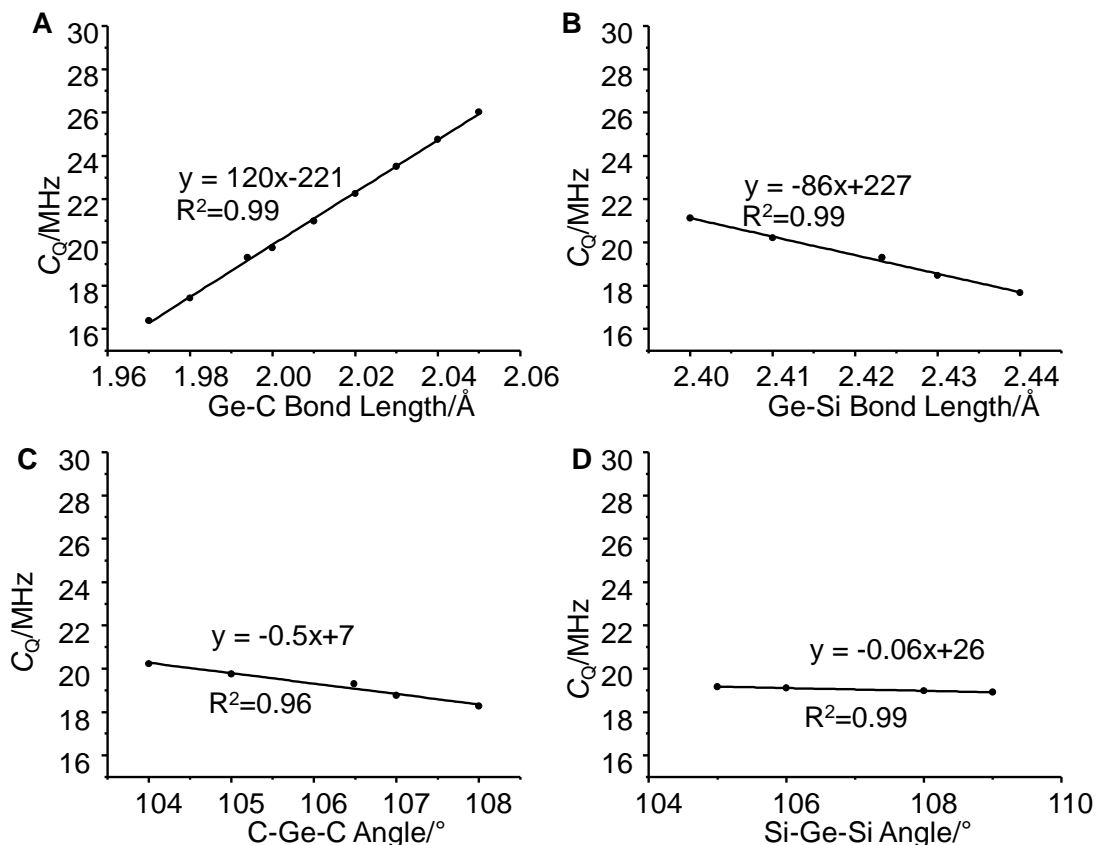 A
30
28
26
24
22
20
18
16
C_Q/MHz
y = 120x-221
R²=0.99
1.96 1.98 2.00 2.02 2.04 2.06
Ge-C Bond Length/Å
B
30
28
26
24
22
20
18
16
C_Q/MHz
y = -86x+227
R²=0.99
2.40 2.41 2.42 2.43 2.44
Ge-Si Bond Length/Å
C
30
28
26
24
22
20
18
16
C_Q/MHz
y = -0.5x+7
R²=0.96
104 105 106 107 108
C-Ge-C Angle/°
D
30
28
26
24
22
20
18
16
C_Q/MHz
y = -0.06x+26
R²=0.99
104 106 108 110
Si-Ge-Si Angle/°